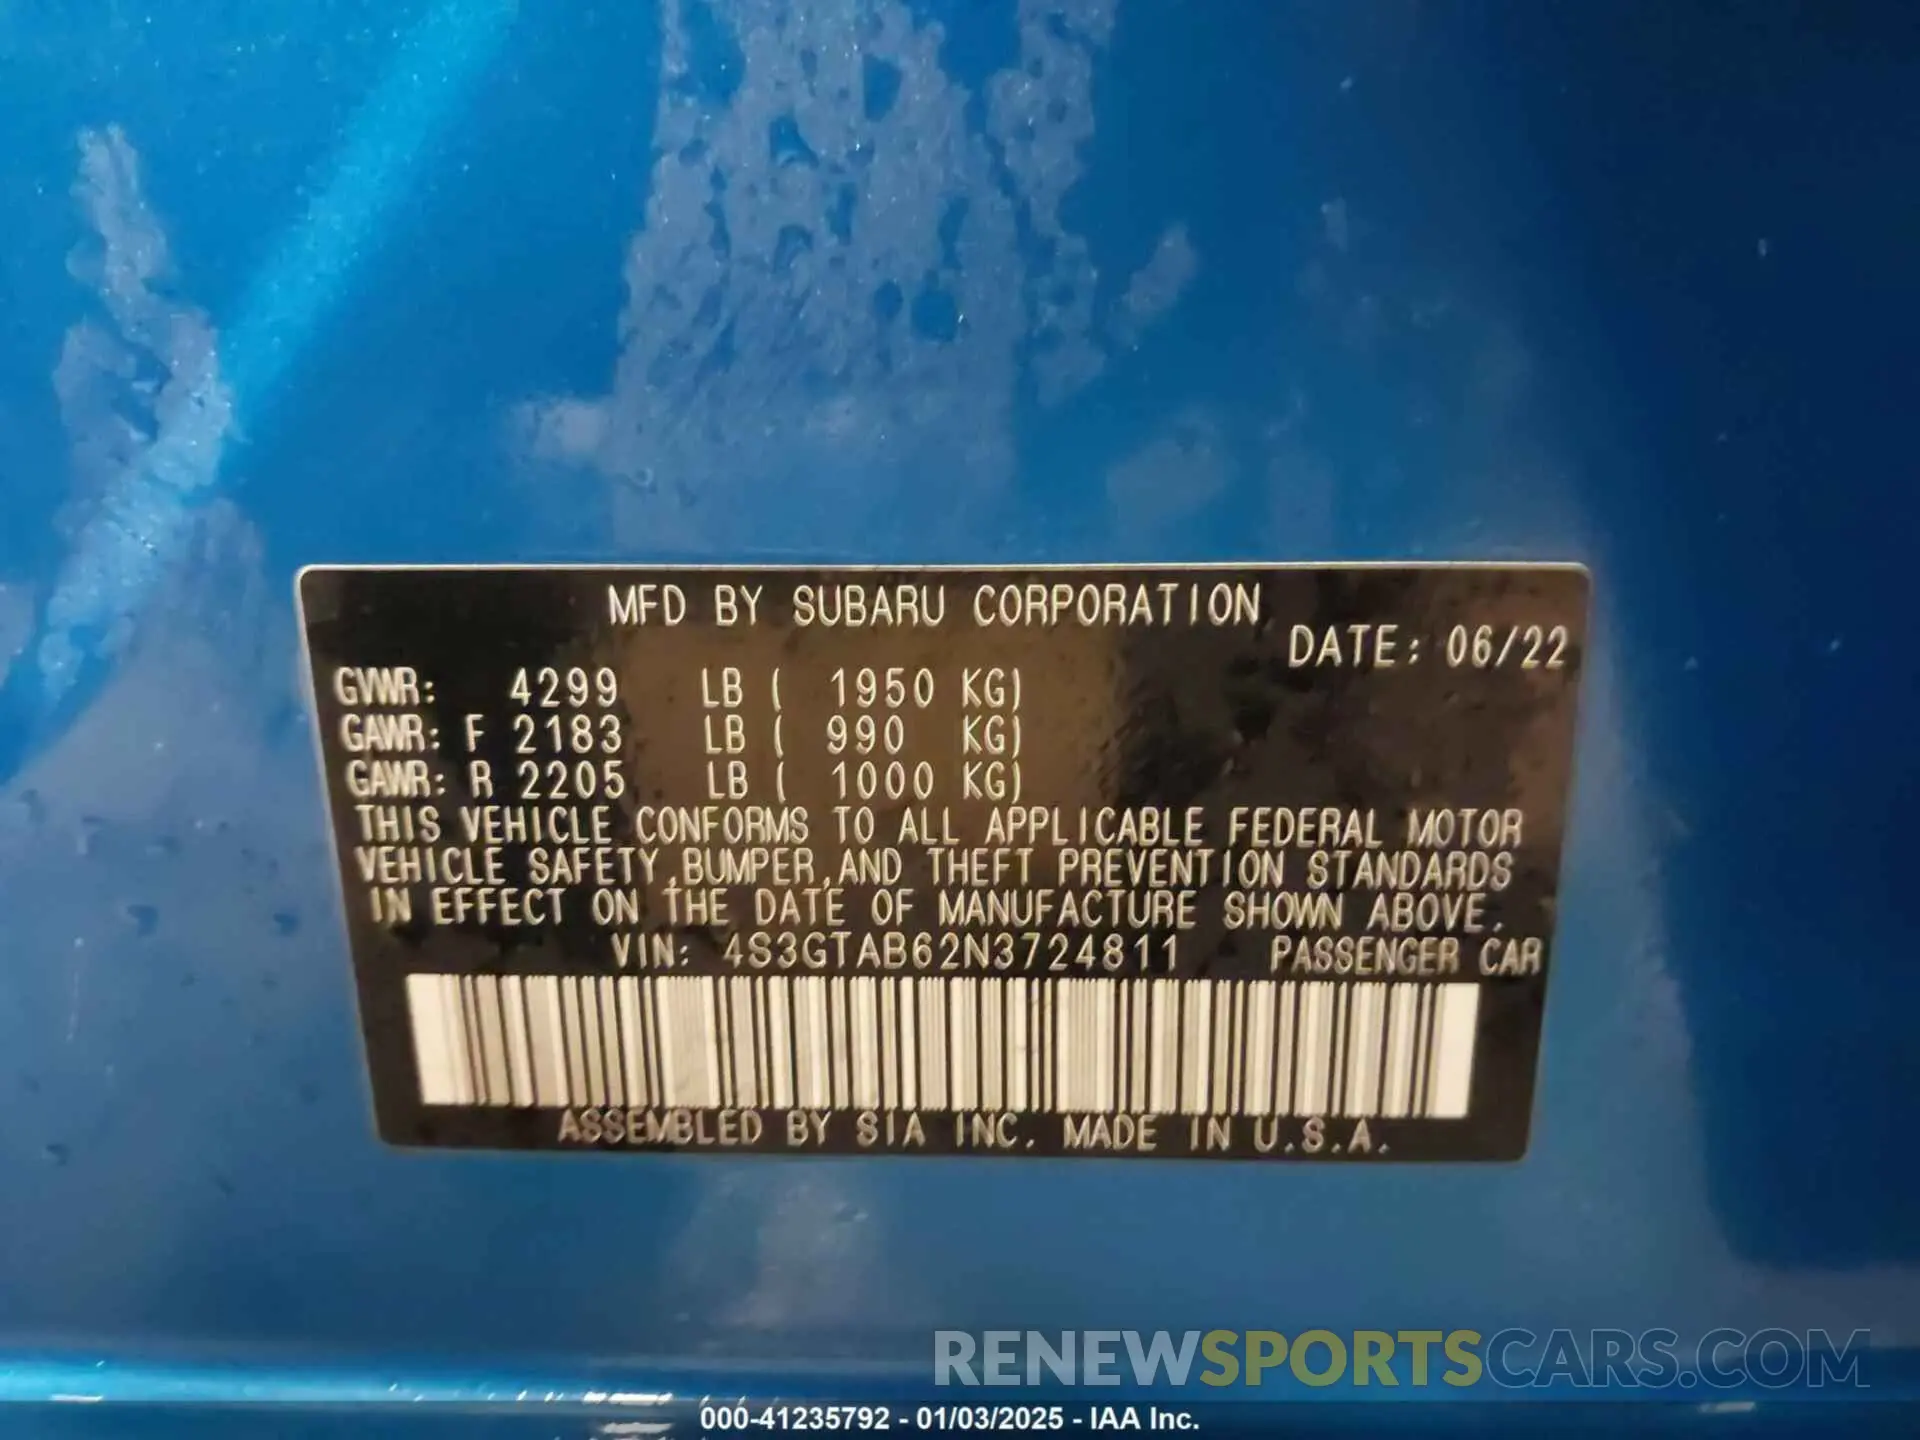 MFD BY SUBARU CORPORATION
DATE: 06/22
GVWR: 4299 LB ( 1950 KG)
GAWR: F 2183 LB ( 990 KG)
GAWR: R 2205 LB ( 1000 KG)
THIS VEHICLE CONFORMS TO ALL APPLICABLE FEDERAL MOTOR
VEHICLE SAFETY,BUMPER,AND THEFT PREVENTION STANDARDS
IN EFFECT ON THE DATE OF MANUFACTURE SHOWN ABOVE.
VIN: 4S3GTAB62N3724811 PASSENGER CAR
ASSEMBLED BY SIA INC. MADE IN U.S.A.
RENEWSPORTSCARS.COM
000-41235792 - 01/03/2025 - IAA Inc.